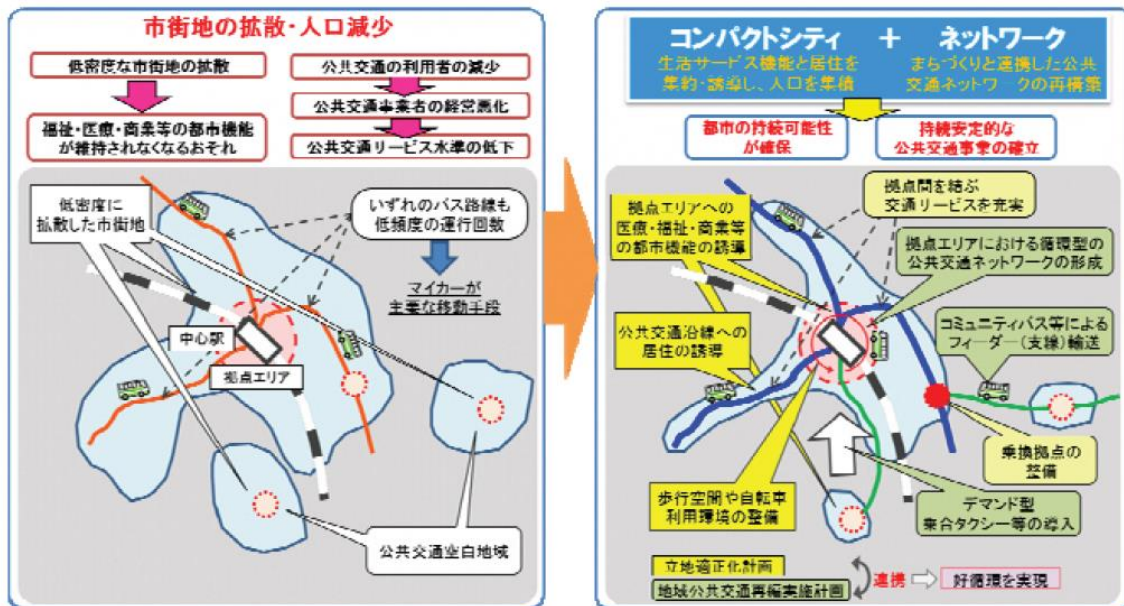 市街地の拡散・人口減少
低密度な市街地の拡散
福祉・医療・商業等の都市機能
が維持されなくなるおそれ
公共交通の利用者の減少
公共交通事業者の経営悪化
公共交通サービス水準の低下
低密度に
拡散した市街地
いずれのバス路線も
低頻度の運行回数
マイカーが
主要な移動手段
中心駅
拠点エリア
公共交通空白地域
コンパクトシティ
生活サービス機能と居住を
集約・誘導し、人口を集積
+
ネットワーク
まちづくりと連携した公共
交通ネットワークの再構築
都市の持続可能性
が確保
持続安定的な
公共交通事業の確立
拠点エリアへの
医療・福祉・商業等
の都市機能の誘導
拠点間を結ぶ
交通サービスを充実
拠点エリアにおける循環型の
公共交通ネットワークの形成
公共交通沿線への
居住の誘導
コミュニティバス等による
フィーダー(支線)輸送
乗換拠点の
整備
歩行空間や自転車
利用環境の整備
デマンド型
乗合タクシー等の導入
立地適正化計画
地域公共交通再編実施計画
連携
好循環を実現